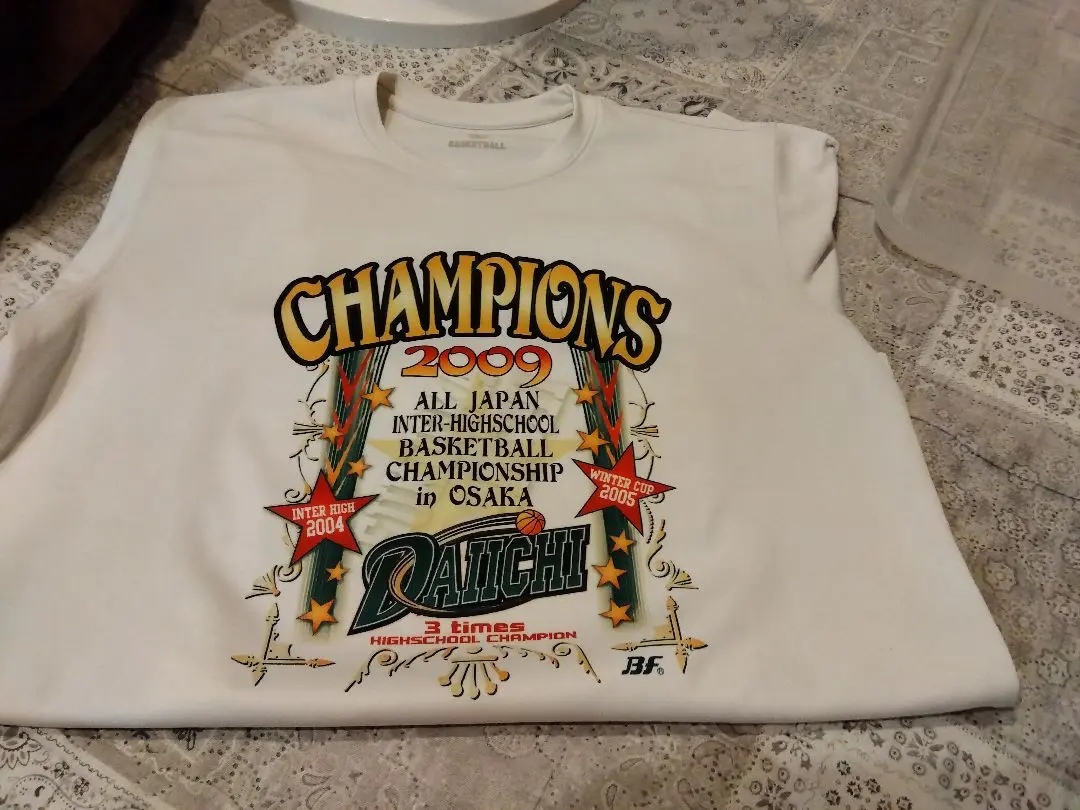 BASKETBALL
CHAMPIONS
2009
ALL JAPAN
INTER-HIGHSCHOOL
BASKETBALL
CHAMPIONSHIP
in OSAKA
INTER HIGH
2004
WINTER CUP
2005
DAIICHI
3 times
HIGHSCHOOL CHAMPION
BF®